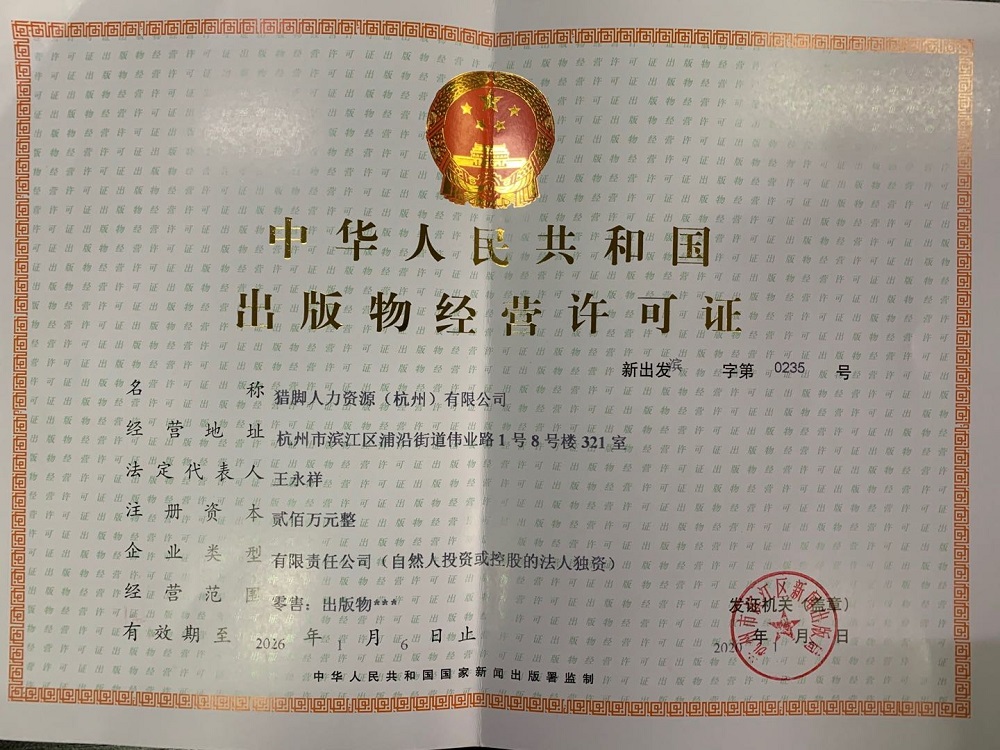 中华人民共和国
出版物经营许可证
新出发滨 字第 0235 号
名称 猎脚人力资源（杭州）有限公司
经营地址 杭州市滨江区浦沿街道伟业路1号8号楼321室
法定代表人 王永祥
注册资本 贰佰万元整
企业类型 有限责任公司（自然人投资或控股的法人独资）
经营范围 零售：出版物***
有效期至 2026 年 1 月 6 日止
发证机关（盖章）
2020 年 1 月 日
中华人民共和国国家新闻出版署监制